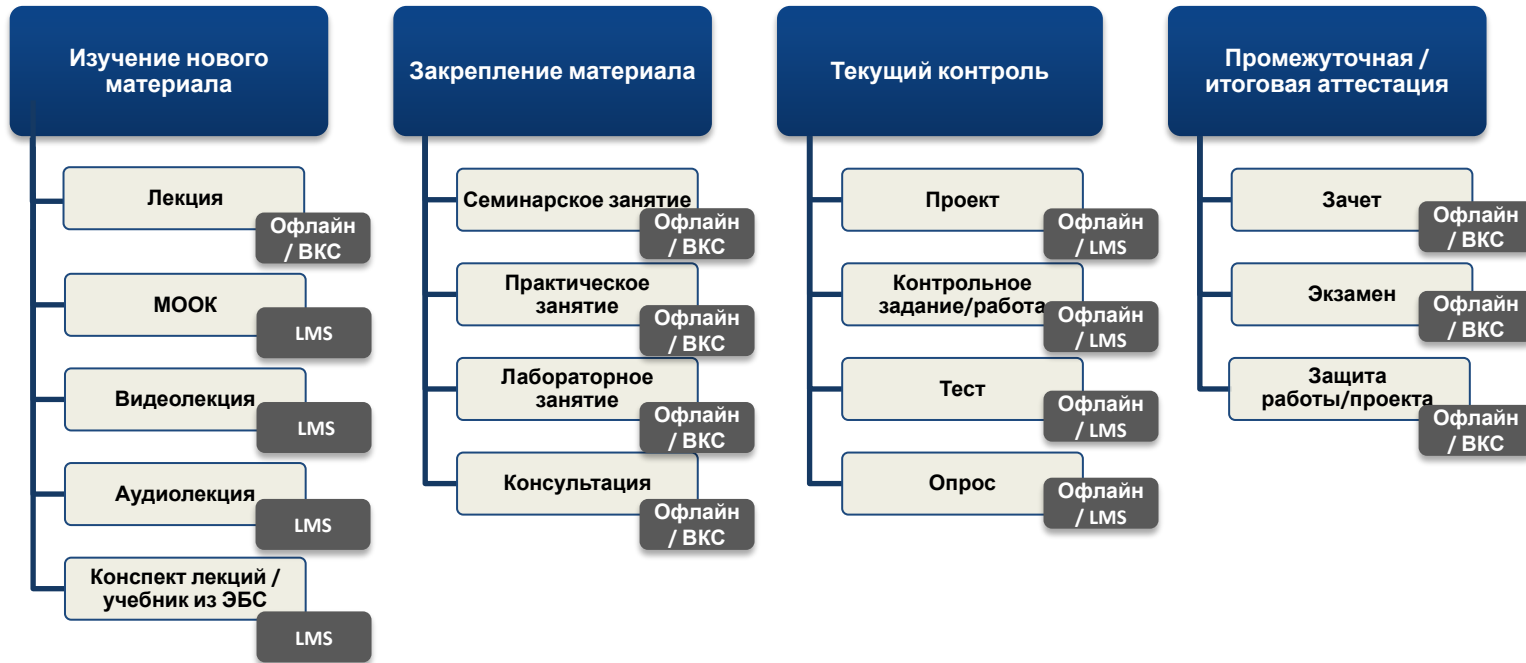 Изучение нового
материала
Лекция
Офлайн
/ ВКС
МООК
LMS
Видеолекция
LMS
Аудиолекция
LMS
Конспект лекций /
учебник из ЭБС
LMS
Закрепление материала
Семинарское занятие
Офлайн
/ ВКС
Практическое
занятие
Офлайн
/ ВКС
Лабораторное
занятие
Офлайн
/ ВКС
Консультация
Офлайн
/ ВКС
Текущий контроль
Проект
Офлайн
/ LMS
Контрольное
задание/работа
Офлайн
/ LMS
Тест
Офлайн
/ LMS
Опрос
Офлайн
/ LMS
Промежуточная /
итоговая аттестация
Зачет
Офлайн
/ ВКС
Экзамен
Офлайн
/ ВКС
Защита
работы/проекта
Офлайн
/ ВКС